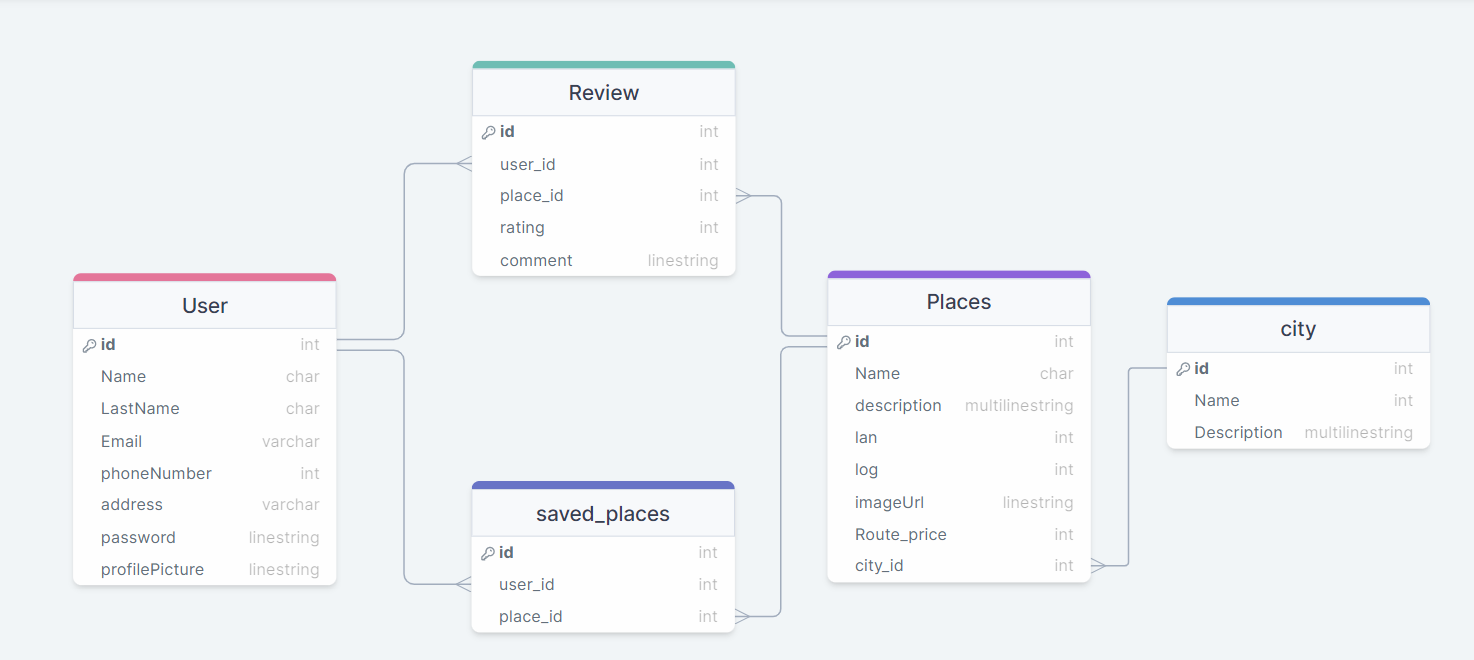 Review
id int
user_id int
place_id int
rating int
comment linestring
User
id int
Name char
LastName char
Email varchar
phoneNumber int
address varchar
password linestring
profilePicture linestring
saved_places
id int
user_id int
place_id int
Places
id int
Name char
description multilinestring
lan int
log int
imageUrl linestring
Route_price int
city_id int
city
id int
Name int
Description multilinestring